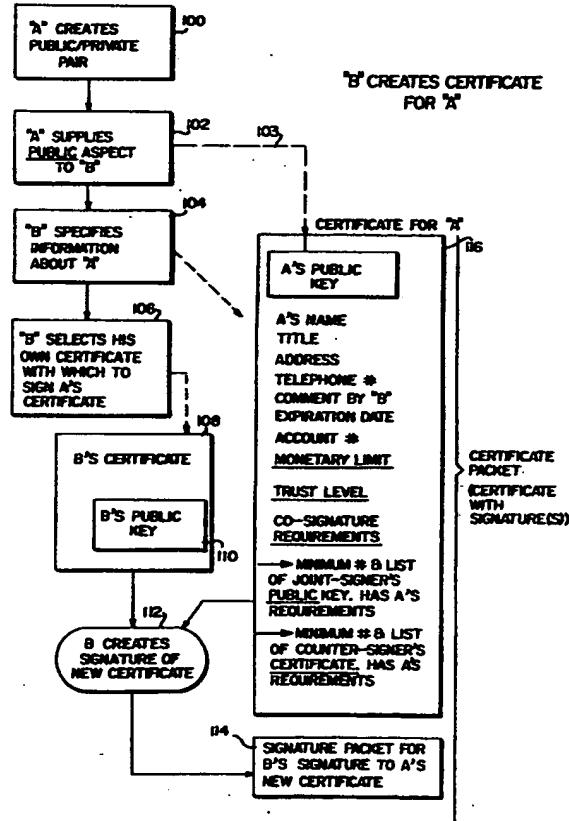 100
"A" CREATES
PUBLIC/PRIVATE
PAIR
"B" CREATES CERTIFICATE
FOR "A"
102
"A" SUPPLIES
PUBLIC ASPECT
TO "B"
103
104
"B" SPECIFIES
INFORMATION
ABOUT "A"
CERTIFICATE FOR "A"
116
A'S PUBLIC
KEY
A'S NAME
TITLE
ADDRESS
TELEPHONE #
COMMENT BY "B"
EXPIRATION DATE
ACCOUNT #
MONETARY LIMIT
TRUST LEVEL
CO-SIGNATURE
REQUIREMENTS
MINIMUM # & LIST
OF JOINT-SIGNER'S
PUBLIC KEY. HAS A'S
REQUIREMENTS
MINIMUM # & LIST
OF COUNTER-SIGNER'S
CERTIFICATE. HAS A'S
REQUIREMENTS
CERTIFICATE
PACKET
(CERTIFICATE
WITH
SIGNATURE(S))
106
"B" SELECTS HIS
OWN CERTIFICATE
WITH WHICH TO
SIGN A'S
CERTIFICATE
108
B'S CERTIFICATE
B'S PUBLIC
KEY
110
112
B CREATES
SIGNATURE OF
NEW CERTIFICATE
114
SIGNATURE PACKET FOR
B'S SIGNATURE TO A'S
NEW CERTIFICATE